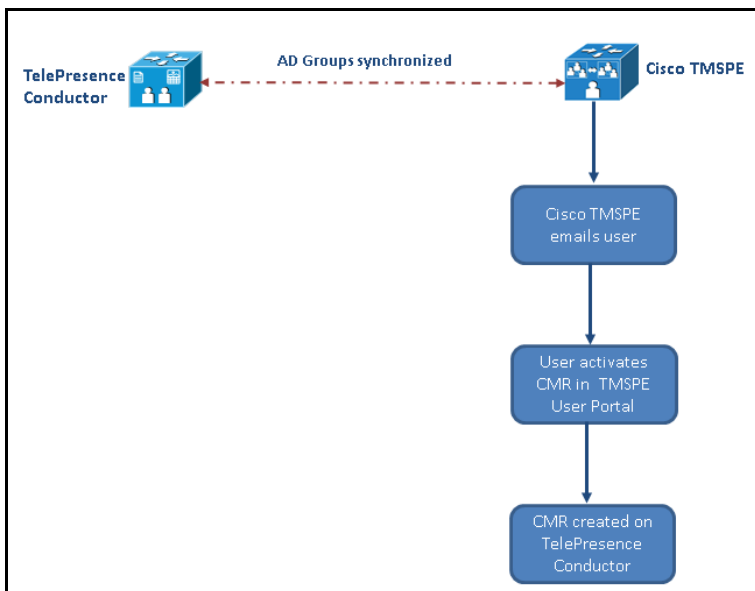 AD Groups synchronized
TelePresence
Conductor
Cisco TMSPE
Cisco TMSPE
emails user
User activates
CMR in TMSPE
User Portal
CMR created on
TelePresence
Conductor